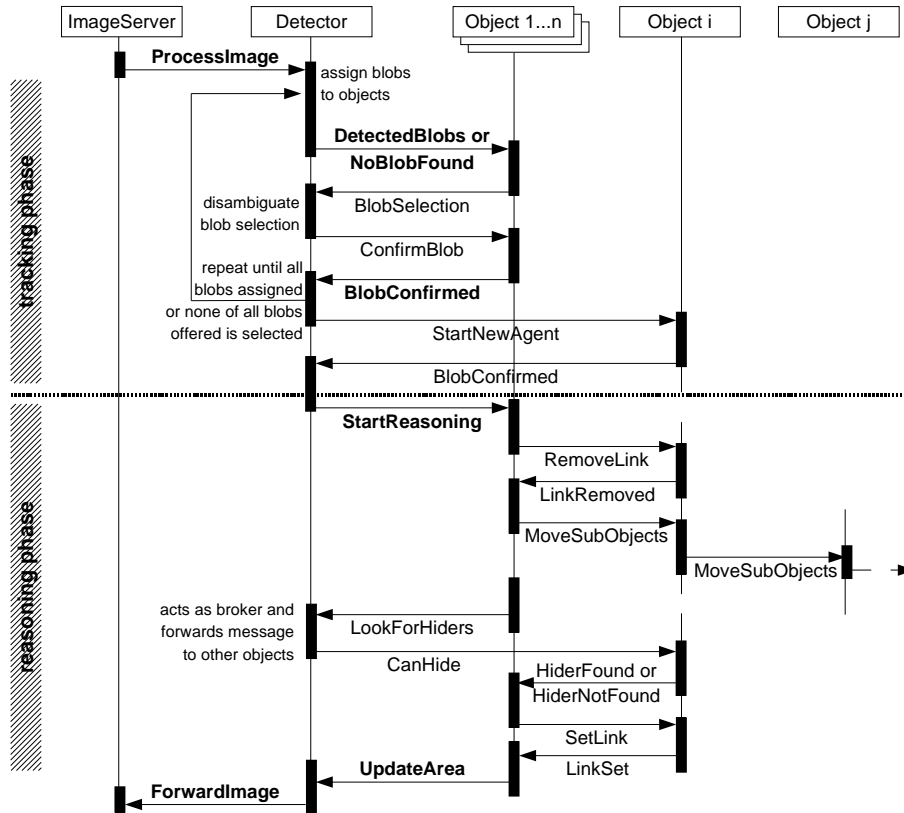 ImageServer
Detector
Object 1...n
Object i
Object j
ProcessImage
assign blobs
to objects
DetectedBlobs or
NoBlobFound
BlobSelection
disambiguate
blob selection
ConfirmBlob
repeat until all
blobs assigned
or none of all blobs
offered is selected
BlobConfirmed
StartNewAgent
BlobConfirmed
tracking phase
StartReasoning
RemoveLink
LinkRemoved
MoveSubObjects
MoveSubObjects
acts as broker and
forwards message
to other objects
LookForHiders
CanHide
HiderFound or
HiderNotFound
SetLink
LinkSet
UpdateArea
ForwardImage
reasoning phase